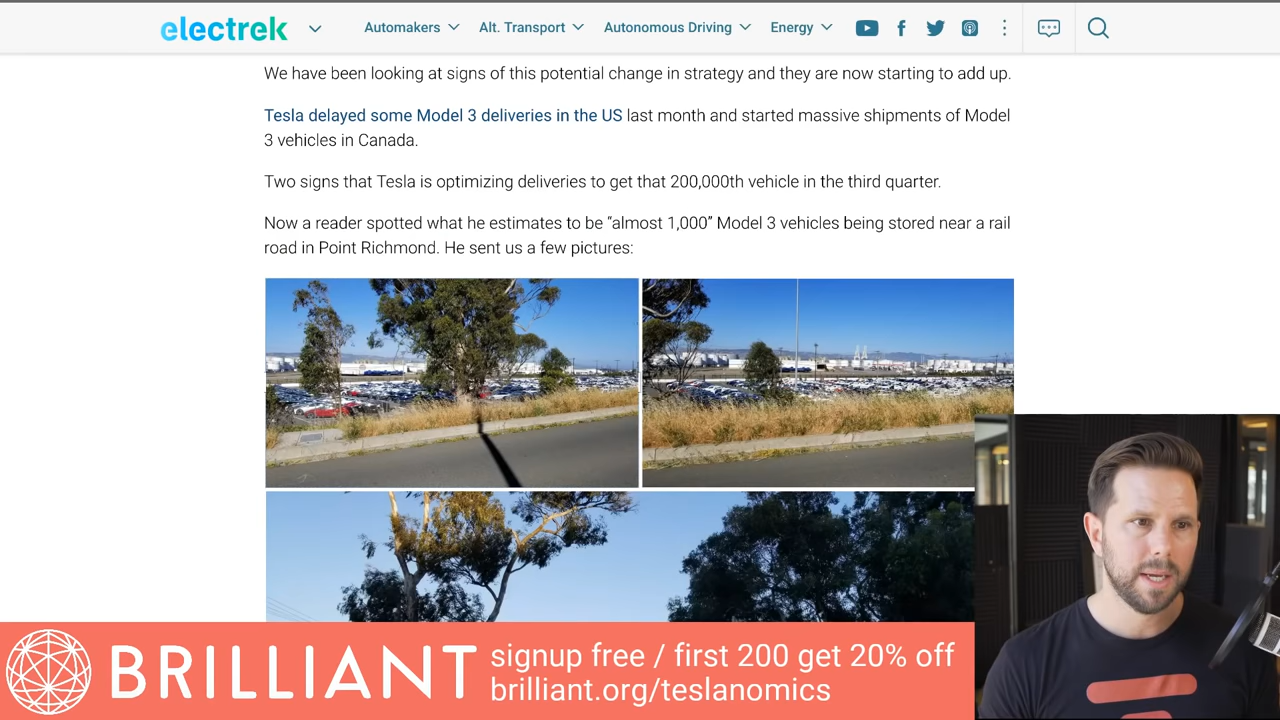 electrek
Automakers Alt. Transport Autonomous Driving Energy
We have been looking at signs of this potential change in strategy and they are now starting to add up.
Tesla delayed some Model 3 deliveries in the US last month and started massive shipments of Model
3 vehicles in Canada.
Two signs that Tesla is optimizing deliveries to get that 200,000th vehicle in the third quarter.
Now a reader spotted what he estimates to be “almost 1,000” Model 3 vehicles being stored near a rail
road in Point Richmond. He sent us a few pictures:
BRILLIANT
signup free / first 200 get 20% off
brilliant.org/teslanomics